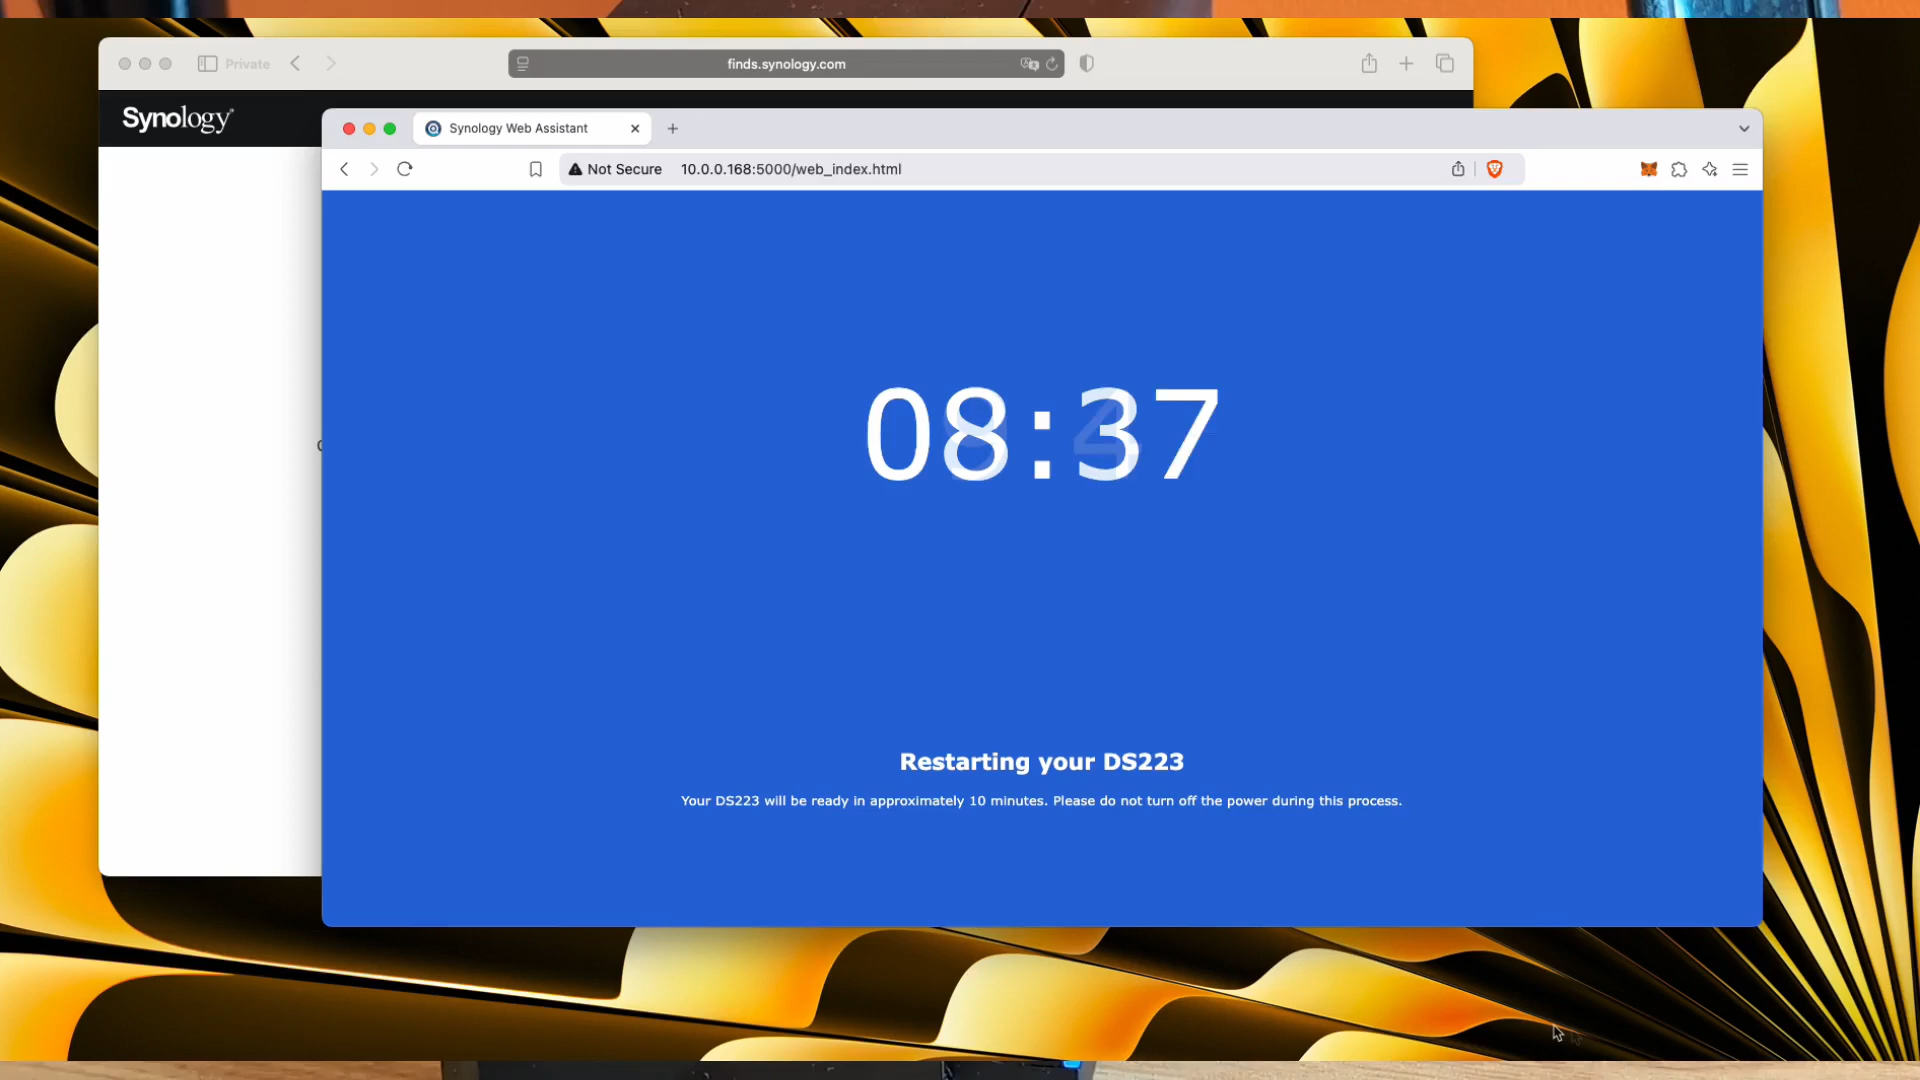 Private
finds.synology.com
Synology
Synology Web Assistant
Not Secure 10.0.0.168:5000/web_index.html
08:37
Restarting your DS223
Your DS223 will be ready in approximately 10 minutes. Please do not turn off the power during this process.